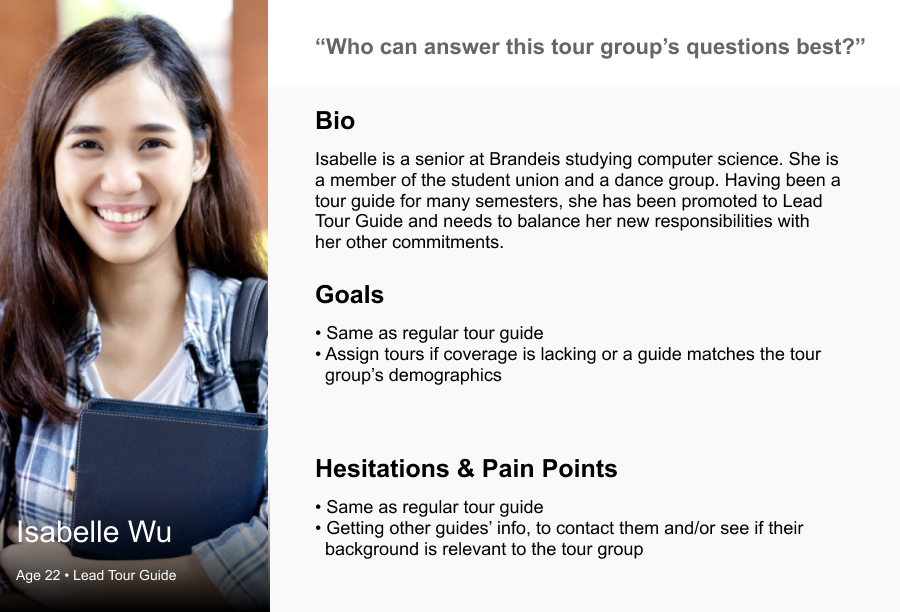 “Who can answer this tour group’s questions best?”
Bio
Isabelle is a senior at Brandeis studying computer science. She is
a member of the student union and a dance group. Having been a
tour guide for many semesters, she has been promoted to Lead
Tour Guide and needs to balance her new responsibilities with
her other commitments.
Goals
• Same as regular tour guide
• Assign tours if coverage is lacking or a guide matches the tour
group’s demographics
Hesitations & Pain Points
• Same as regular tour guide
• Getting other guides’ info, to contact them and/or see if their
background is relevant to the tour group
Isabelle Wu
Age 22 • Lead Tour Guide